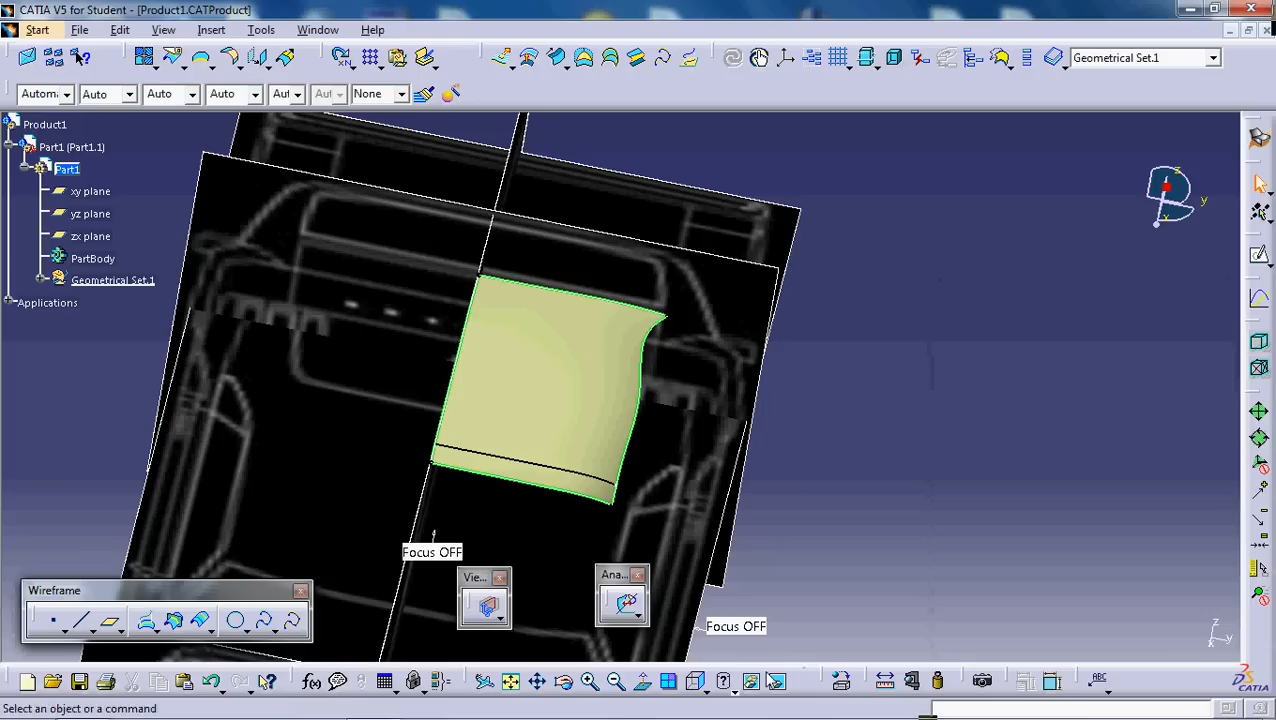 CATIA V5 for Student - [Product1.CATProduct]
Start File Edit View Insert Tools Window Help
Geometrical Set.1
Auto Auto Auto Aut Aut None
Product1
Part1 (Part1.1)
Part1
xy plane
yz plane
zx plane
PartBody
Geometrical Set.1
Applications
z
y
x
Focus OFF
Vie...
Ana...
Wireframe
Focus OFF
z
y
x
f(x)
ABC
CATIA
Select an object or a command